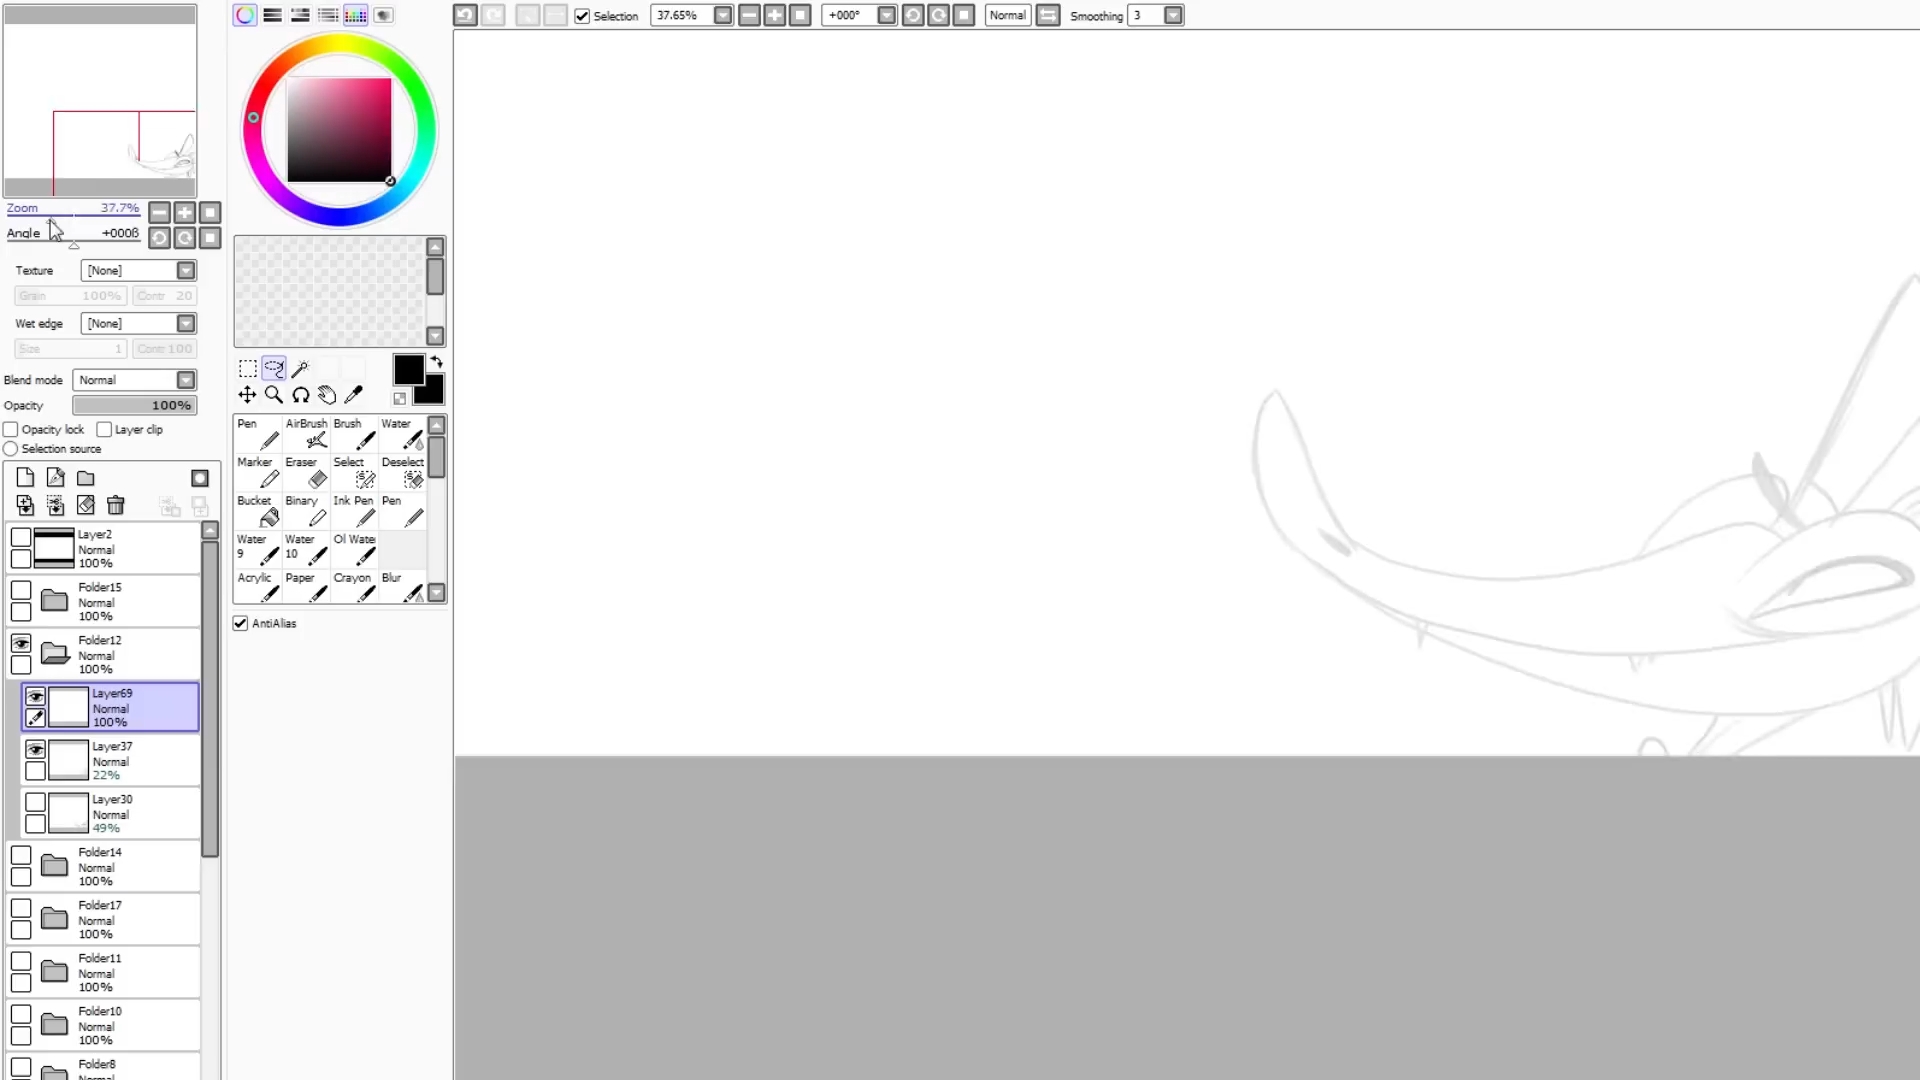 Selection 37.65% +000° Normal Smoothing 3
Zoom 37.7%
Angle +000ß
Texture [None]
Grain 100% Contr 20
Wet edge [None]
Size 1 Contr 100
Blend mode Normal
Opacity 100%
Opacity lock Layer clip
Selection source
Layer2
Normal
100%
Folder15
Normal
100%
Folder12
Normal
100%
Layer69
Normal
100%
Layer37
Normal
22%
Layer30
Normal
49%
Folder14
Normal
100%
Folder17
Normal
100%
Folder11
Normal
100%
Folder10
Normal
100%
Folder8
Normal
Pen AirBrush Brush Water
Marker Eraser Select Deselect
Bucket Binary Ink Pen Pen
Water 9 Water 10 Ol Wate
Acrylic Paper Crayon Blur
AntiAlias